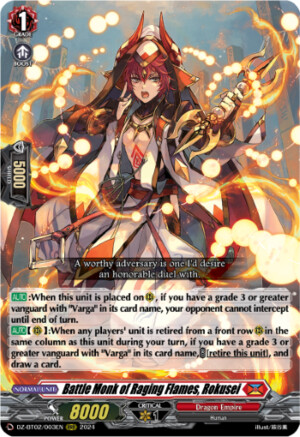 1
GRADE
BOOST
5000
SHIELD
A worthy adversary is one I'd desire
an honorable duel with.
AUTO:When this unit is placed on , if you have a grade 3 or greater
vanguard with "Varga" in its card name, your opponent cannot intercept
until end of turn.
AUTO【 】:When any players' unit is retired from a front row in the
same column as this unit during your turn, if you have a grade 3 or
greater vanguard with "Varga" in its card name, [retire this unit], and
draw a card.
NORMAL UNIT
Battle Monk of Raging Flames, Rokusei
POWER
8000
CRITICAL
1
Dragon Empire
Human
D-BT02/003EN RRR 2024